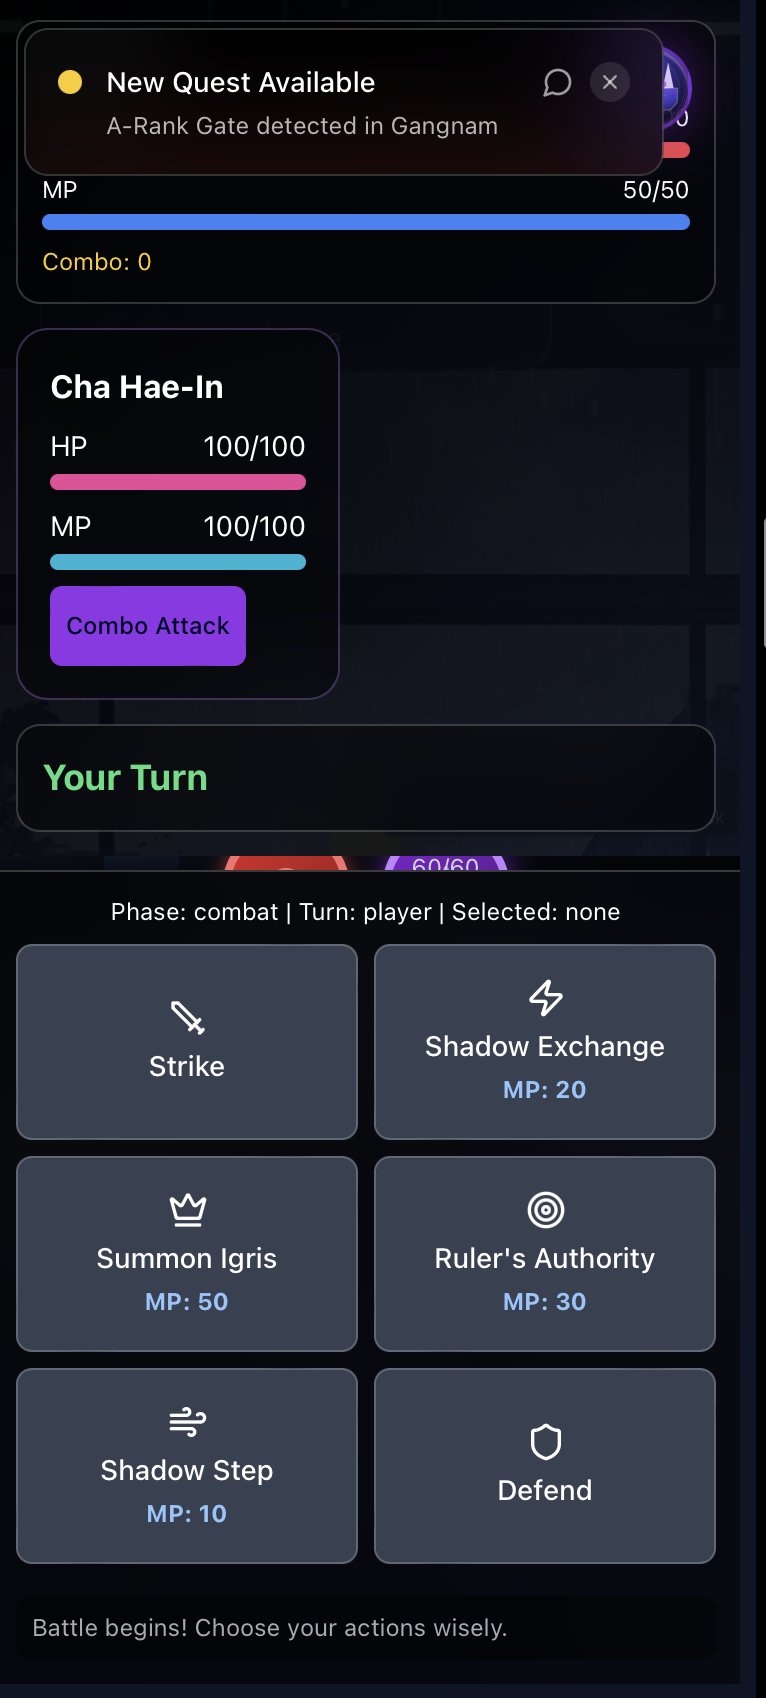 New Quest Available
A-Rank Gate detected in Gangnam
MP 50/50
Combo: 0
Cha Hae-In
HP 100/100
MP 100/100
Combo Attack
Your Turn
60/60
Phase: combat | Turn: player | Selected: none
Strike
Shadow Exchange
MP: 20
Summon Igris
MP: 50
Ruler's Authority
MP: 30
Shadow Step
MP: 10
Defend
Battle begins! Choose your actions wisely.